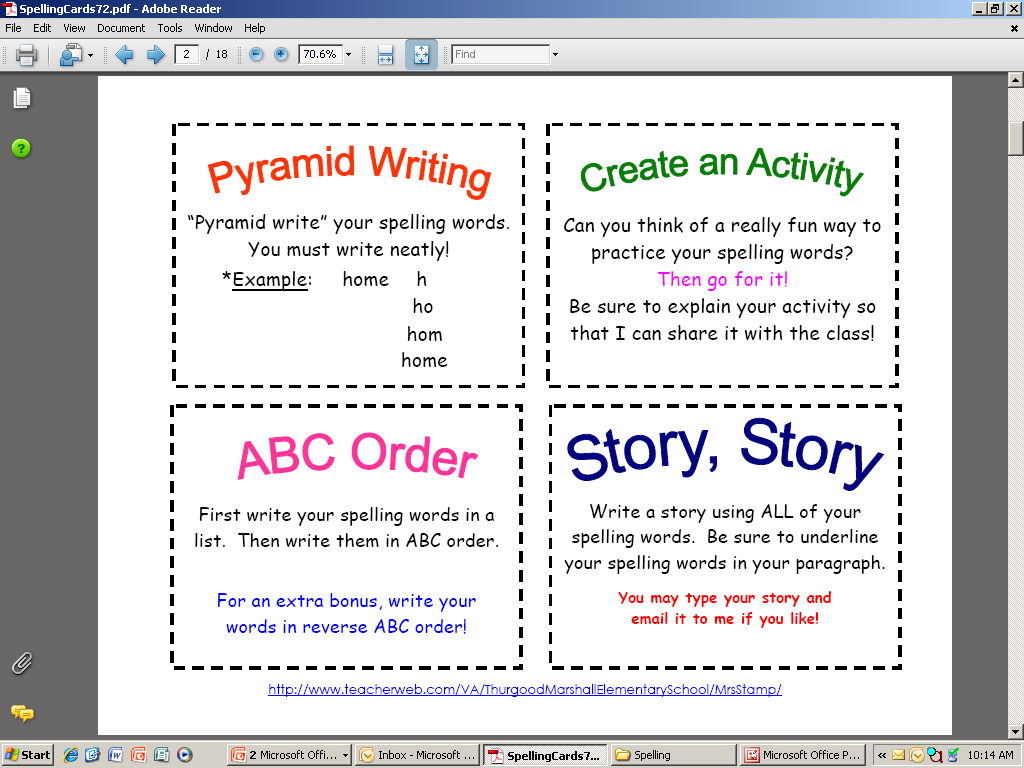 SpellingCards72.pdf - Adobe Reader
File Edit View Document Tools Window Help
2 / 18 70.6% Find
Pyramid Writing
“Pyramid write” your spelling words.
You must write neatly!
*Example: home h
ho
hom
home
Create an Activity
Can you think of a really fun way to
practice your spelling words?
Then go for it!
Be sure to explain your activity so
that I can share it with the class!
ABC Order
First write your spelling words in a
list. Then write them in ABC order.
For an extra bonus, write your
words in reverse ABC order!
Story, Story
Write a story using ALL of your
spelling words. Be sure to underline
your spelling words in your paragraph.
You may type your story and
email it to me if you like!
http://www.teacherweb.com/VA/ThurgoodMarshallElementarySchool/MrsStamp/
Start 2 Microsoft Offi... Inbox - Microsoft ... SpellingCards7... Spelling Microsoft Office P... « 10:14 AM